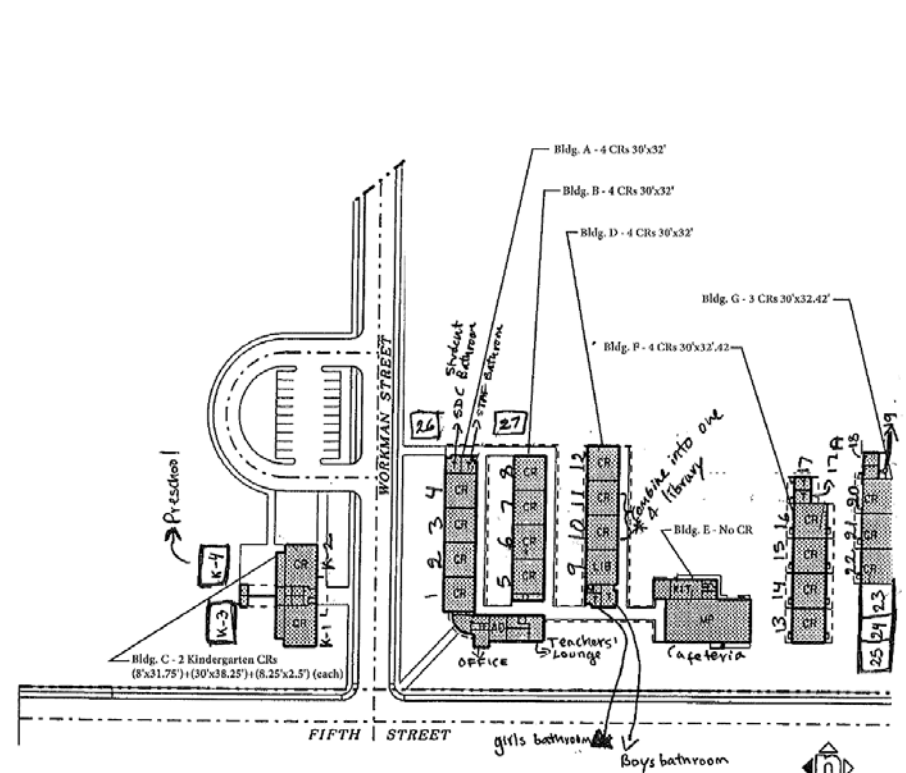 Bldg. A - 4 CRs 30'x32'
Bldg. B - 4 CRs 30'x32'
Bldg. D - 4 CRs 30'x32'
Bldg. G - 3 CRs 30'x32.42'
Bldg. F - 4 CRs 30'x32'.42
WORKMAN STREET
SDC Student Bathroom
Staff Bathroom
26
27
Combine into one
library
Preschool
K-4
K-3
K-2
K-1
CR
CR
4 CR
3 CR
2 CR
1 CR
8 CR
7 CR
6 CR
5 CR
12 CR
11 CR
10 CR
9 LIB
Bldg. E - No CR
KIT
MP
Cafeteria
17
17A
16 CR
15 CR
14 CR
13 CR
18
19
20 CR
21 CR
22 CR
23
24
25
AD
OFFICE
Teachers'
Lounge
Bldg. C - 2 Kindergarten CRs
(8'x31.75')+(30'x38.25')+(8.25'x2.5') (each)
FIFTH STREET
girls bathroom
Boys bathroom
n